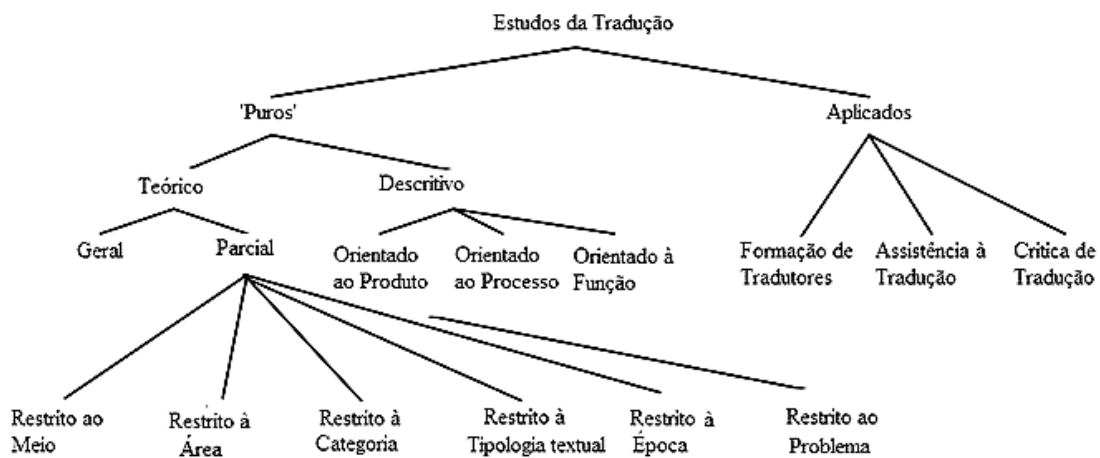 Estudos da Tradução
'Puros'
Aplicados
Teórico
Descritivo
Geral
Parcial
Orientado
ao Produto
Orientado
ao Processo
Orientado à
Função
Formação de
Tradutores
Assistência à
Tradução
Crítica de
Tradução
Restrito ao
Meio
Restrito à
Área
Restrito à
Categoria
Restrito à
Tipologia textual
Restrito à
Época
Restrito ao
Problema